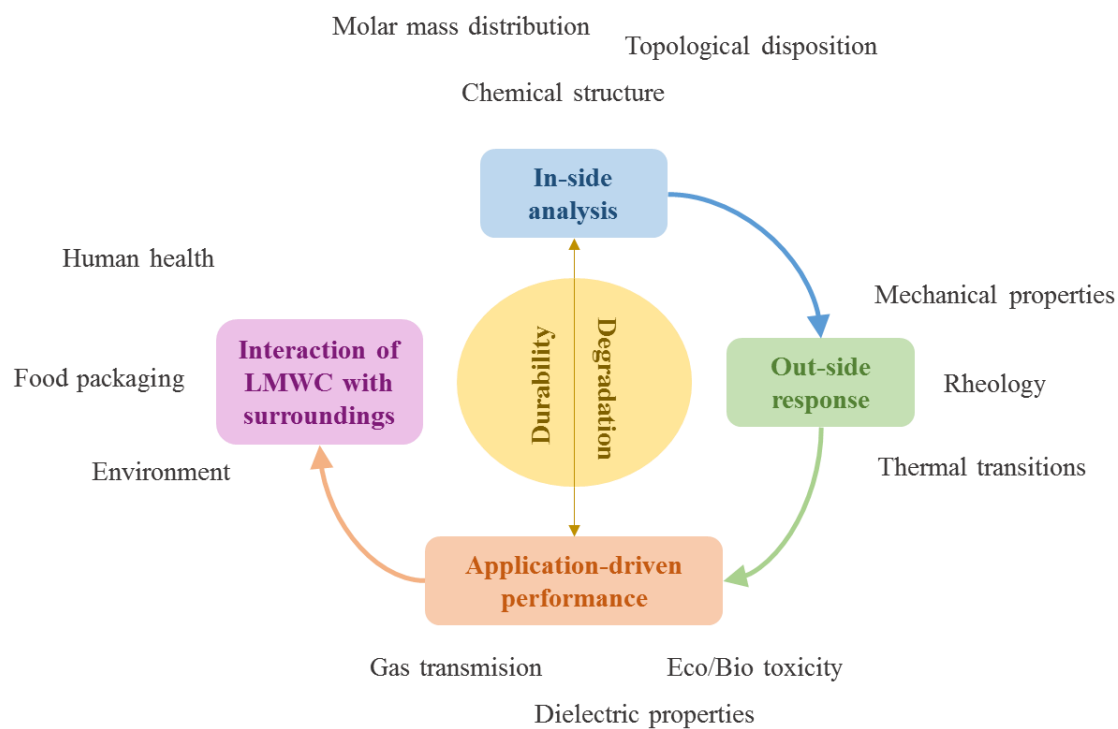 Molar mass distribution
Topological disposition
Chemical structure
In-side
analysis
Human health
Mechanical properties
Interaction of
LMWC with
surroundings
Food packaging
Durability
Degradation
Out-side
response
Rheology
Environment
Thermal transitions
Application-driven
performance
Gas transmision
Eco/Bio toxicity
Dielectric properties